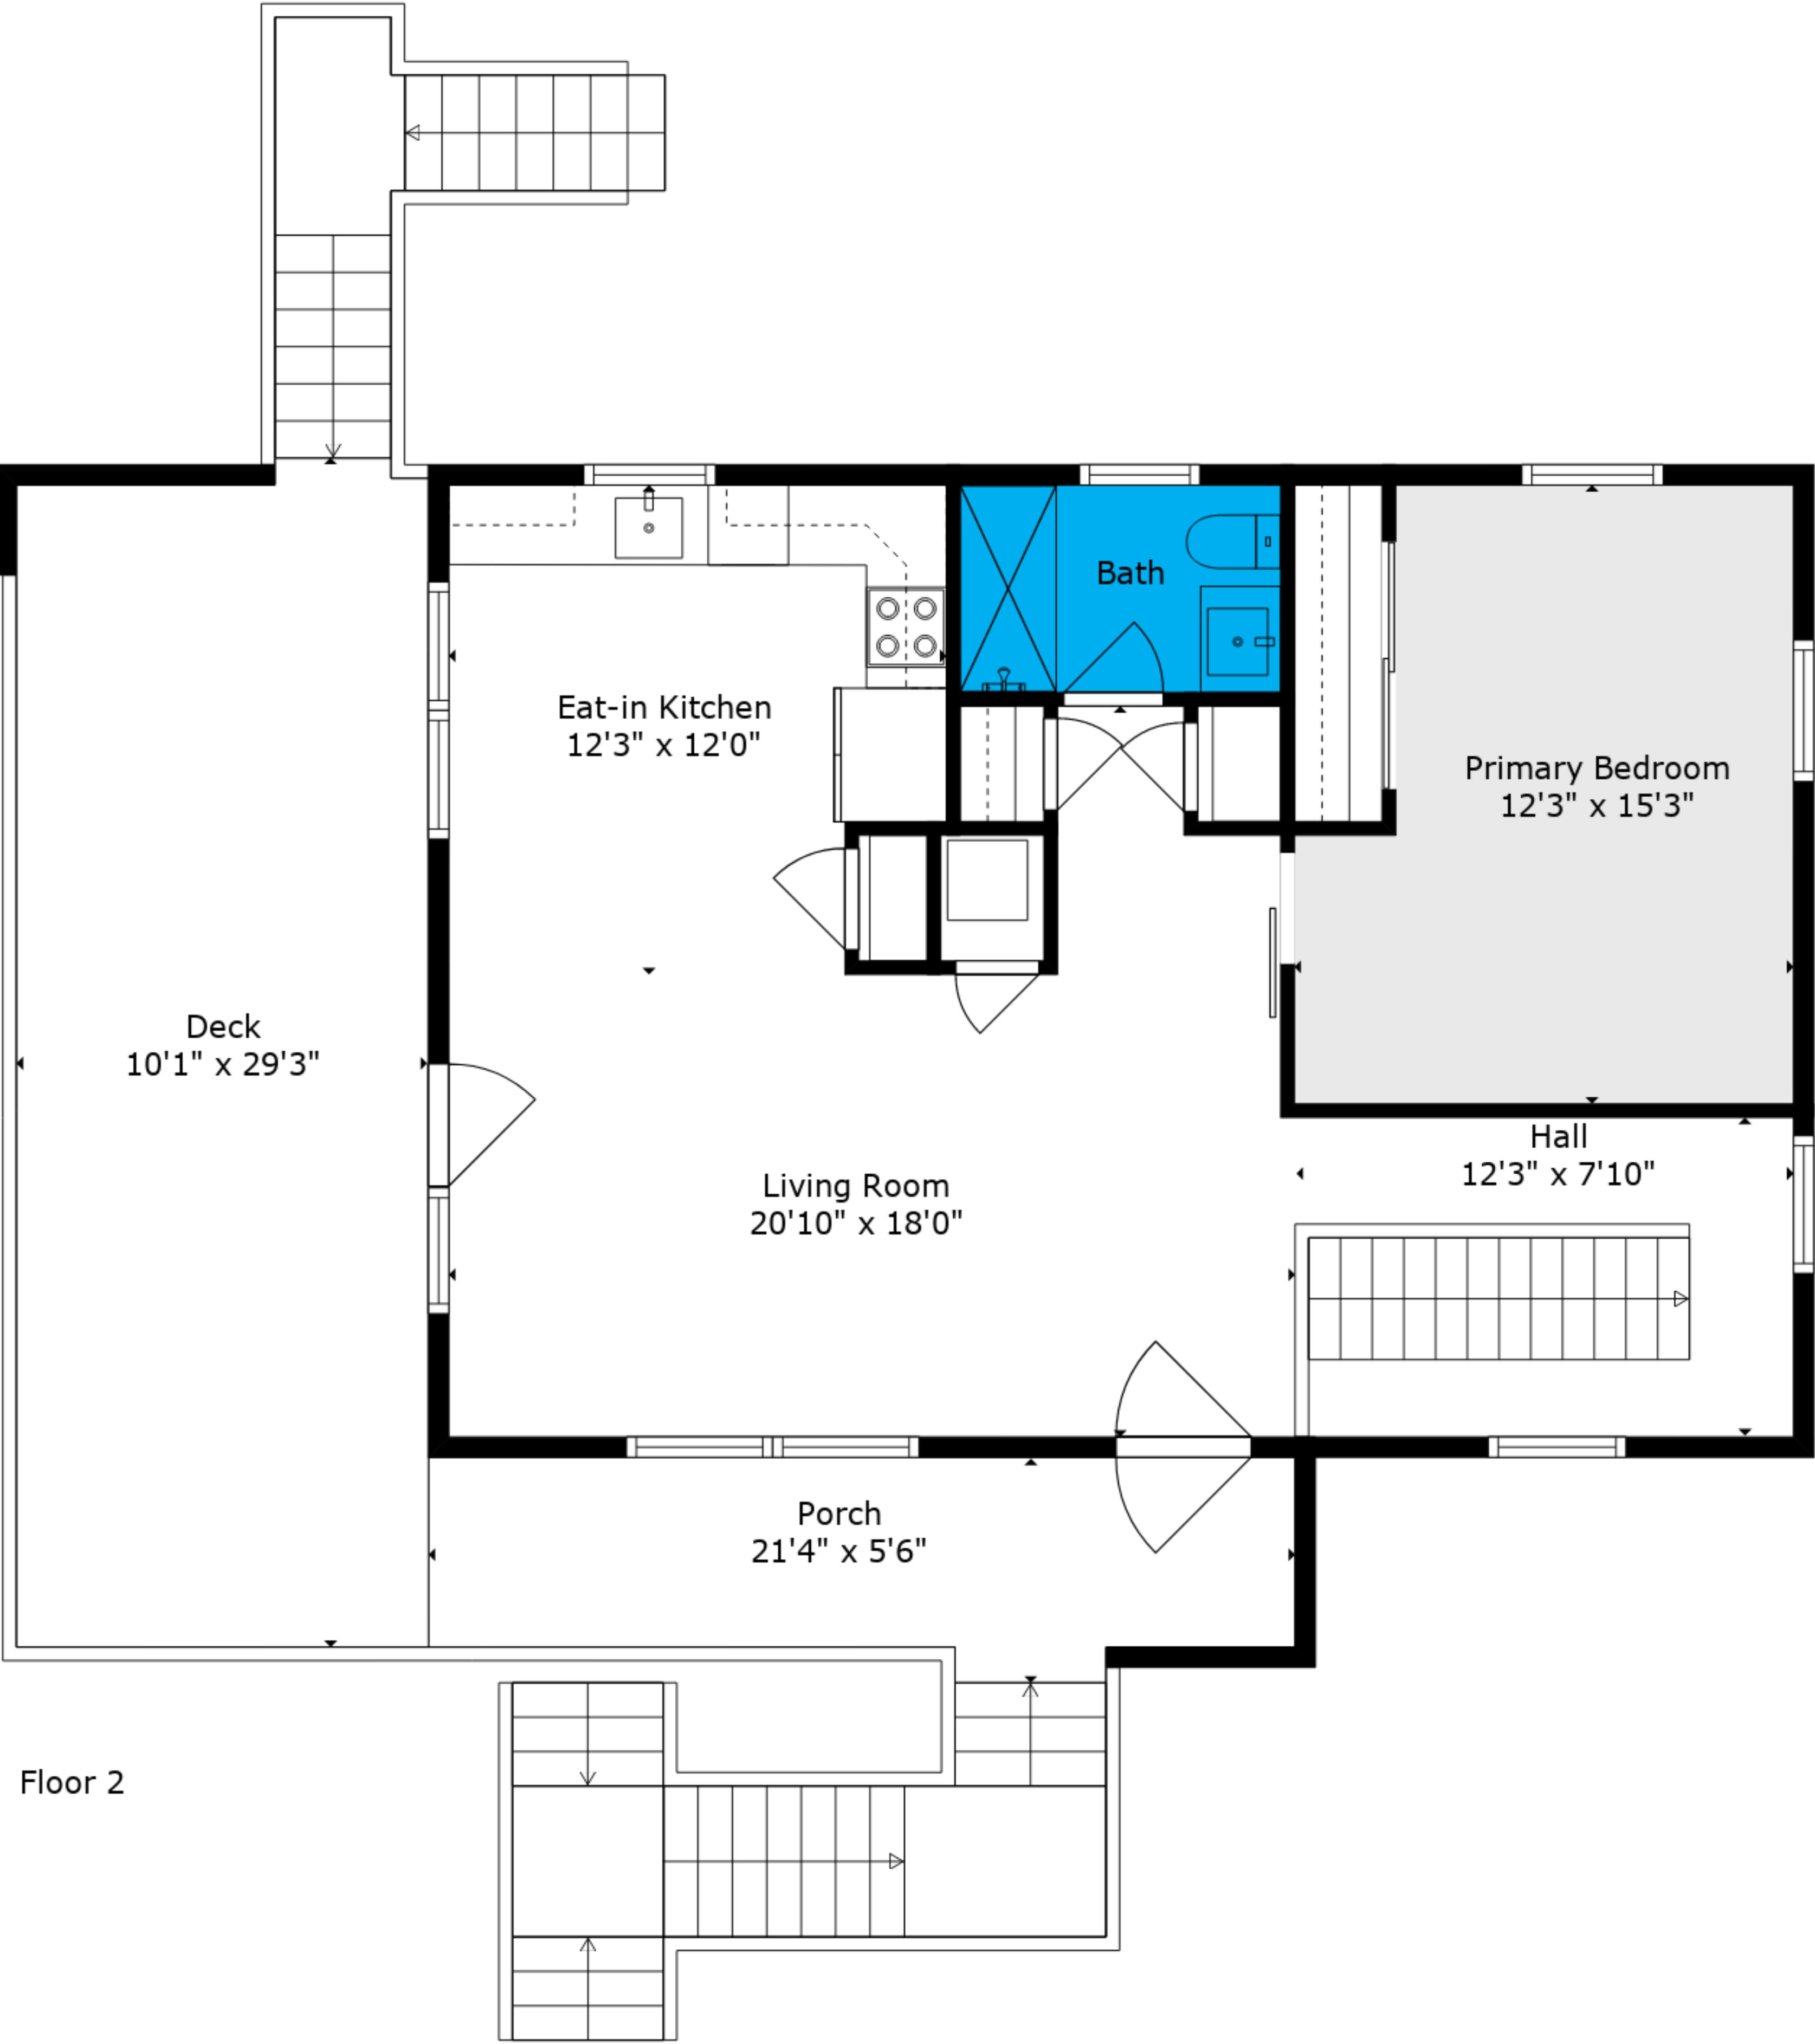 Bath
Eat-in Kitchen
12'3" x 12'0"
Primary Bedroom
12'3" x 15'3"
Deck
10'1" x 29'3"
Hall
12'3" x 7'10"
Living Room
20'10" x 18'0"
Porch
21'4" x 5'6"
Floor 2